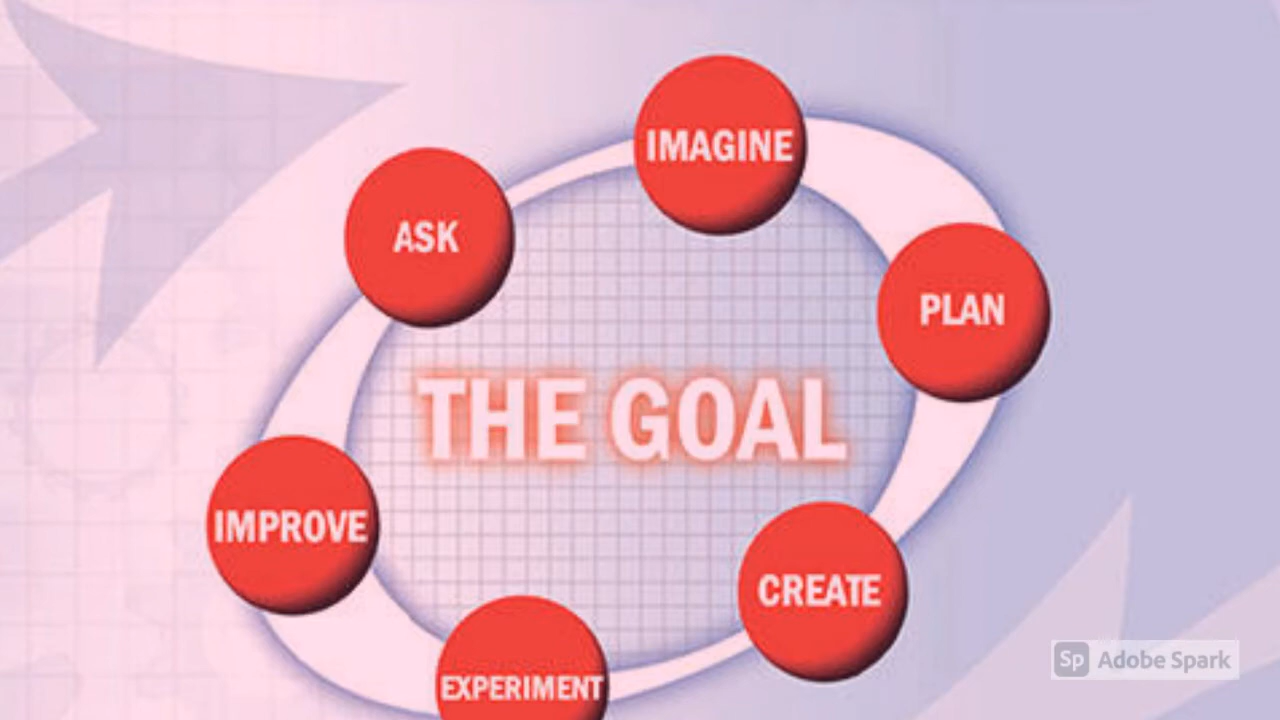 IMAGINE
ASK
PLAN
THE GOAL
IMPROVE
CREATE
EXPERIMENT
Sp Adobe Spark